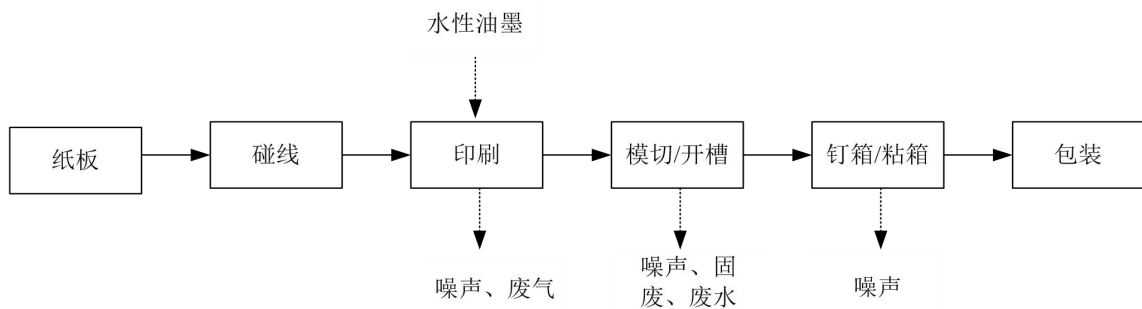 水性油墨
纸板
碰线
印刷
模切/开槽
钉箱/粘箱
包装
噪声、废气
噪声、固
废、废水
噪声